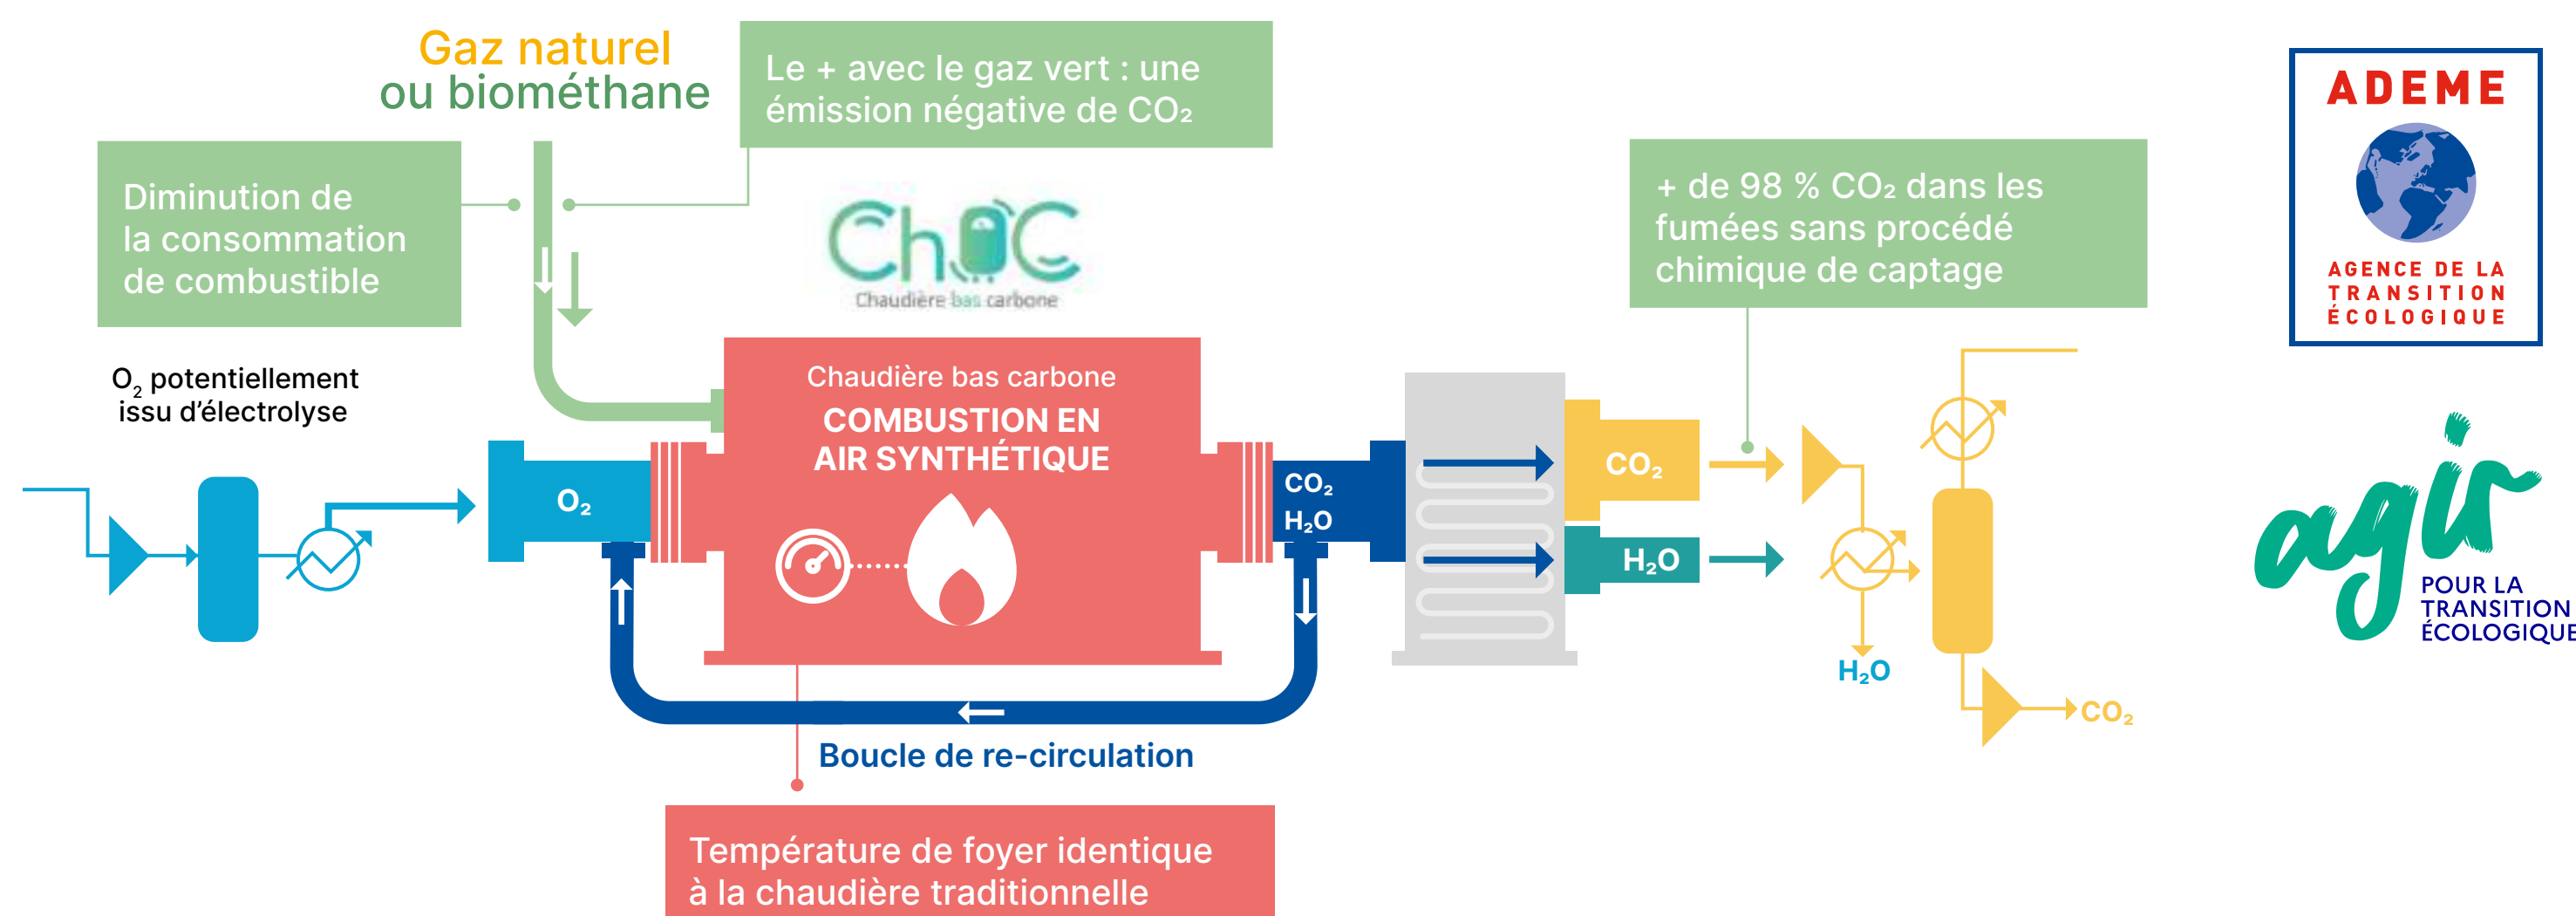 Gaz naturel
ou biométhane
Le + avec le gaz vert : une
émission négative de CO₂
Diminution de
la consommation
de combustible
ChOC
Chaudière bas carbone
+ de 98 % CO₂ dans les
fumées sans procédé
chimique de captage
ADEME
AGENCE DE LA
TRANSITION
ÉCOLOGIQUE
O₂ potentiellement
issu d’électrolyse
Chaudière bas carbone
COMBUSTION EN
AIR SYNTHÉTIQUE
O₂
CO₂
H₂O
CO₂
H₂O
H₂O
CO₂
agir
POUR LA
TRANSITION
ÉCOLOGIQUE
Boucle de re-circulation
Température de foyer identique
à la chaudière traditionnelle